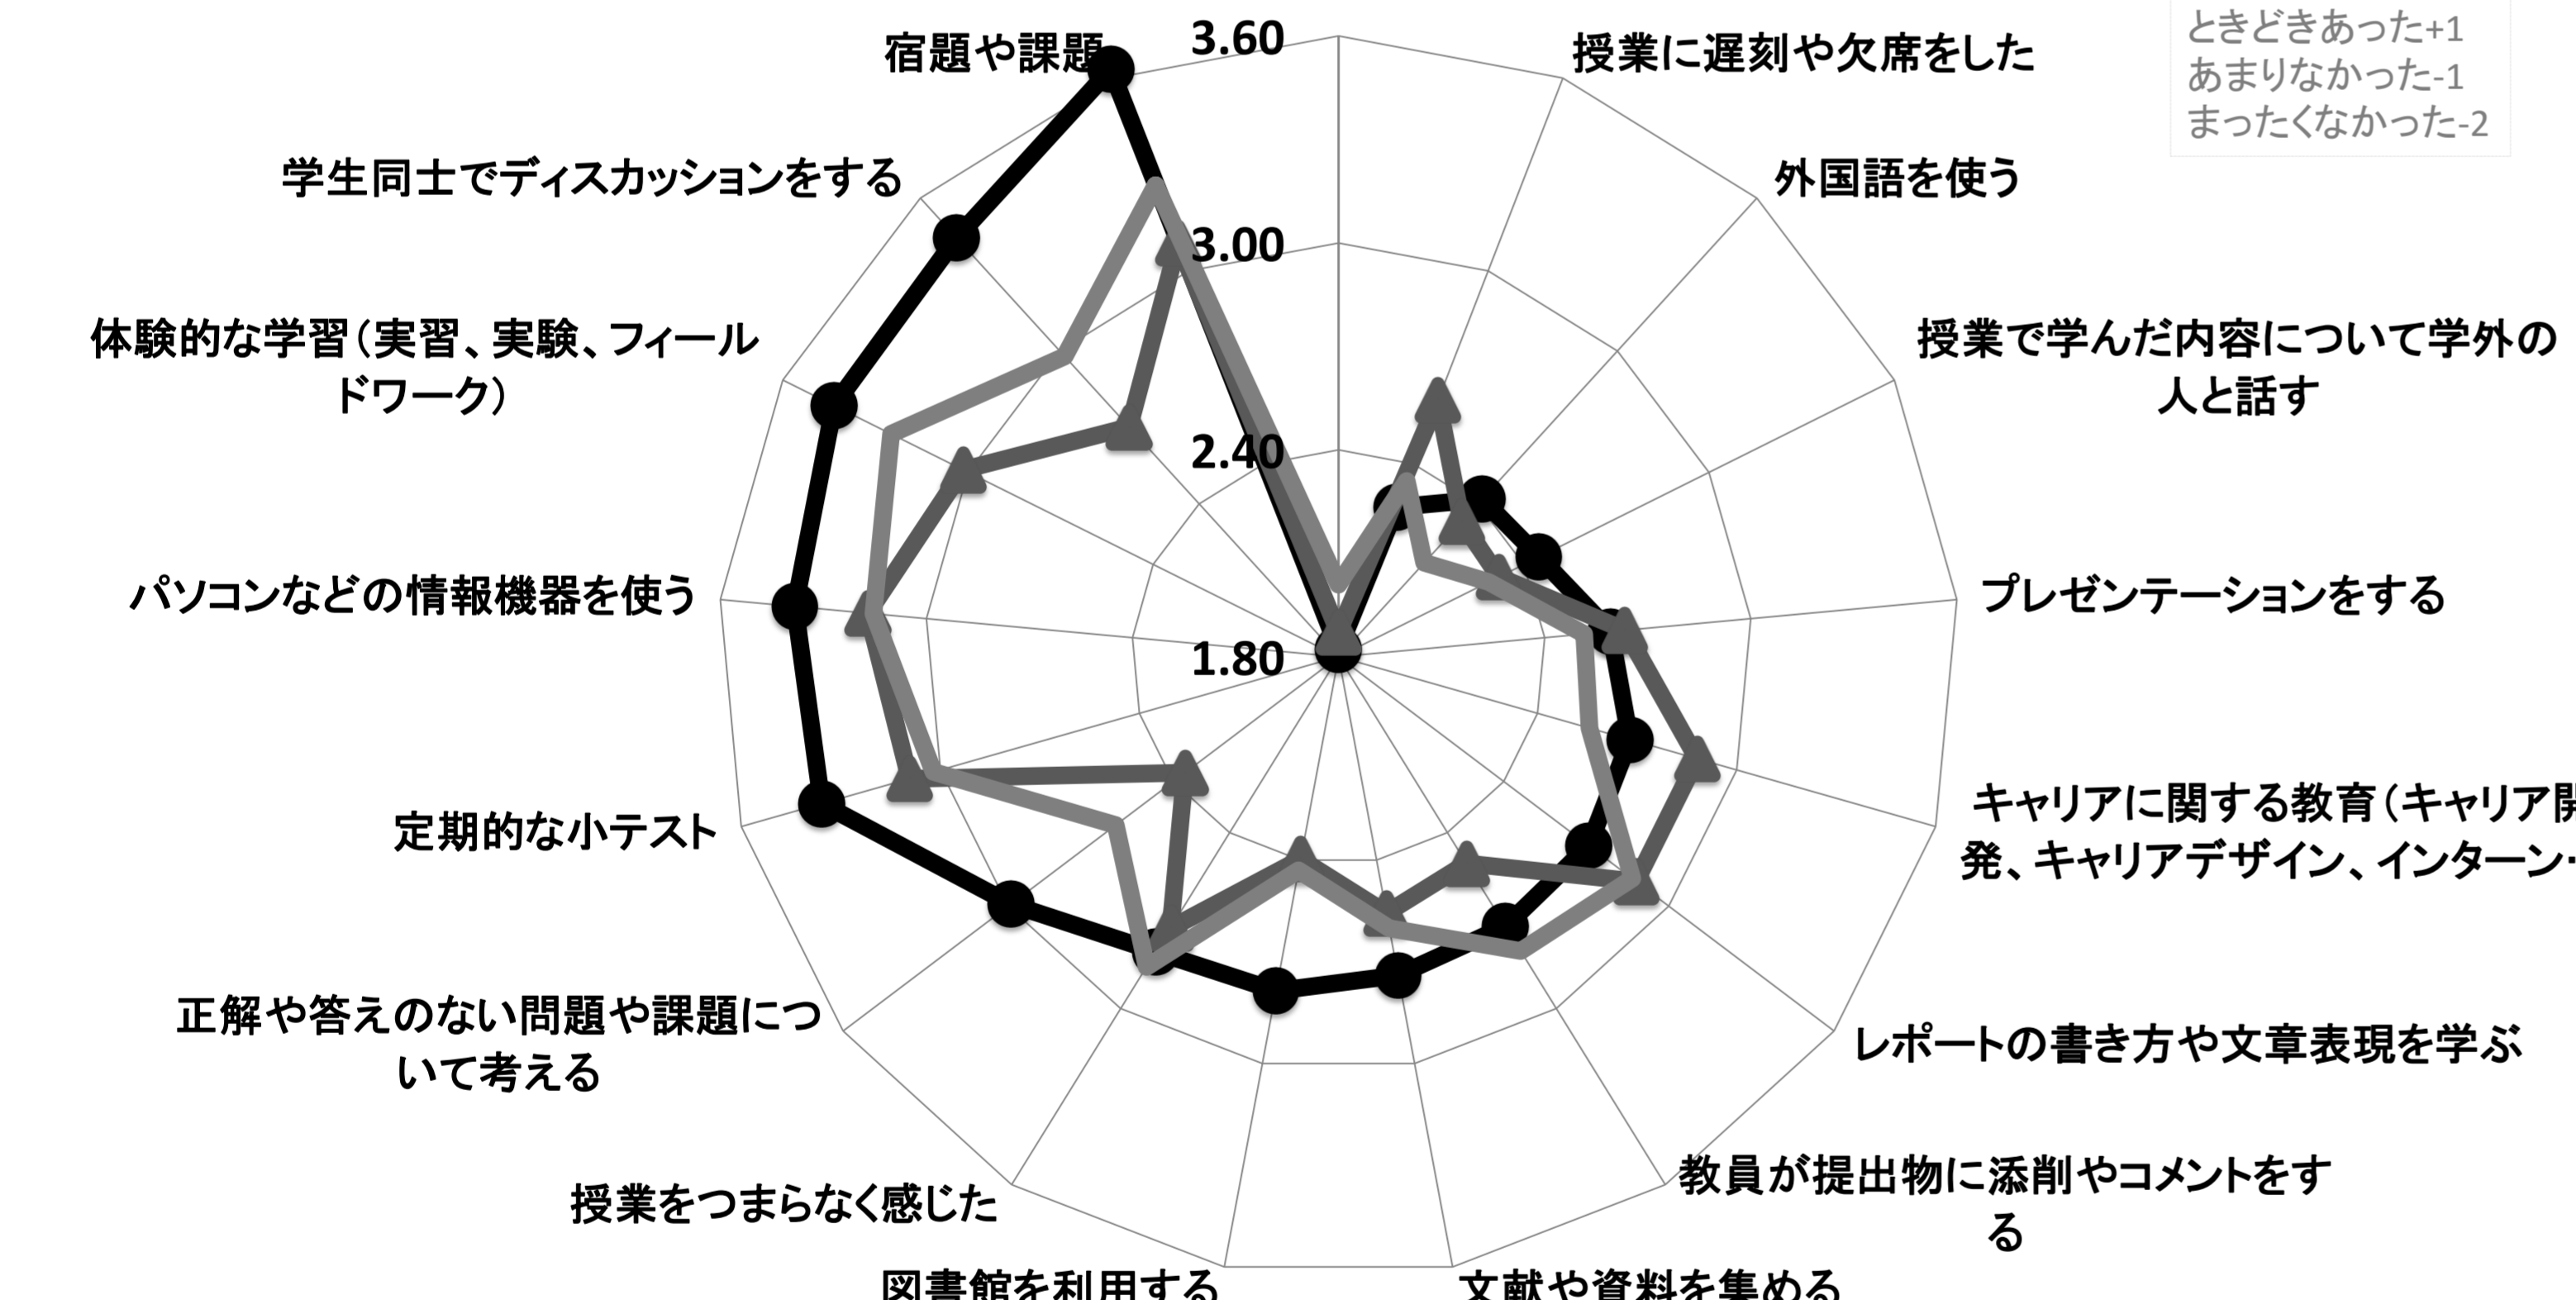 ときどきあった+1
あまりなかった-1
まったくなかった-2
3.60
3.00
2.40
1.80
授業に遅刻や欠席をした
外国語を使う
授業で学んだ内容について学外の
人と話す
プレゼンテーションをする
キャリアに関する教育(キャリア開
発、キャリアデザイン、インターン・
レポートの書き方や文章表現を学ぶ
教員が提出物に添削やコメントをす
る
文献や資料を集める
図書館を利用する
授業をつまらなく感じた
正解や答えのない問題や課題につ
いて考える
定期的な小テスト
パソコンなどの情報機器を使う
体験的な学習(実習、実験、フィール
ドワーク)
学生同士でディスカッションをする
宿題や課題